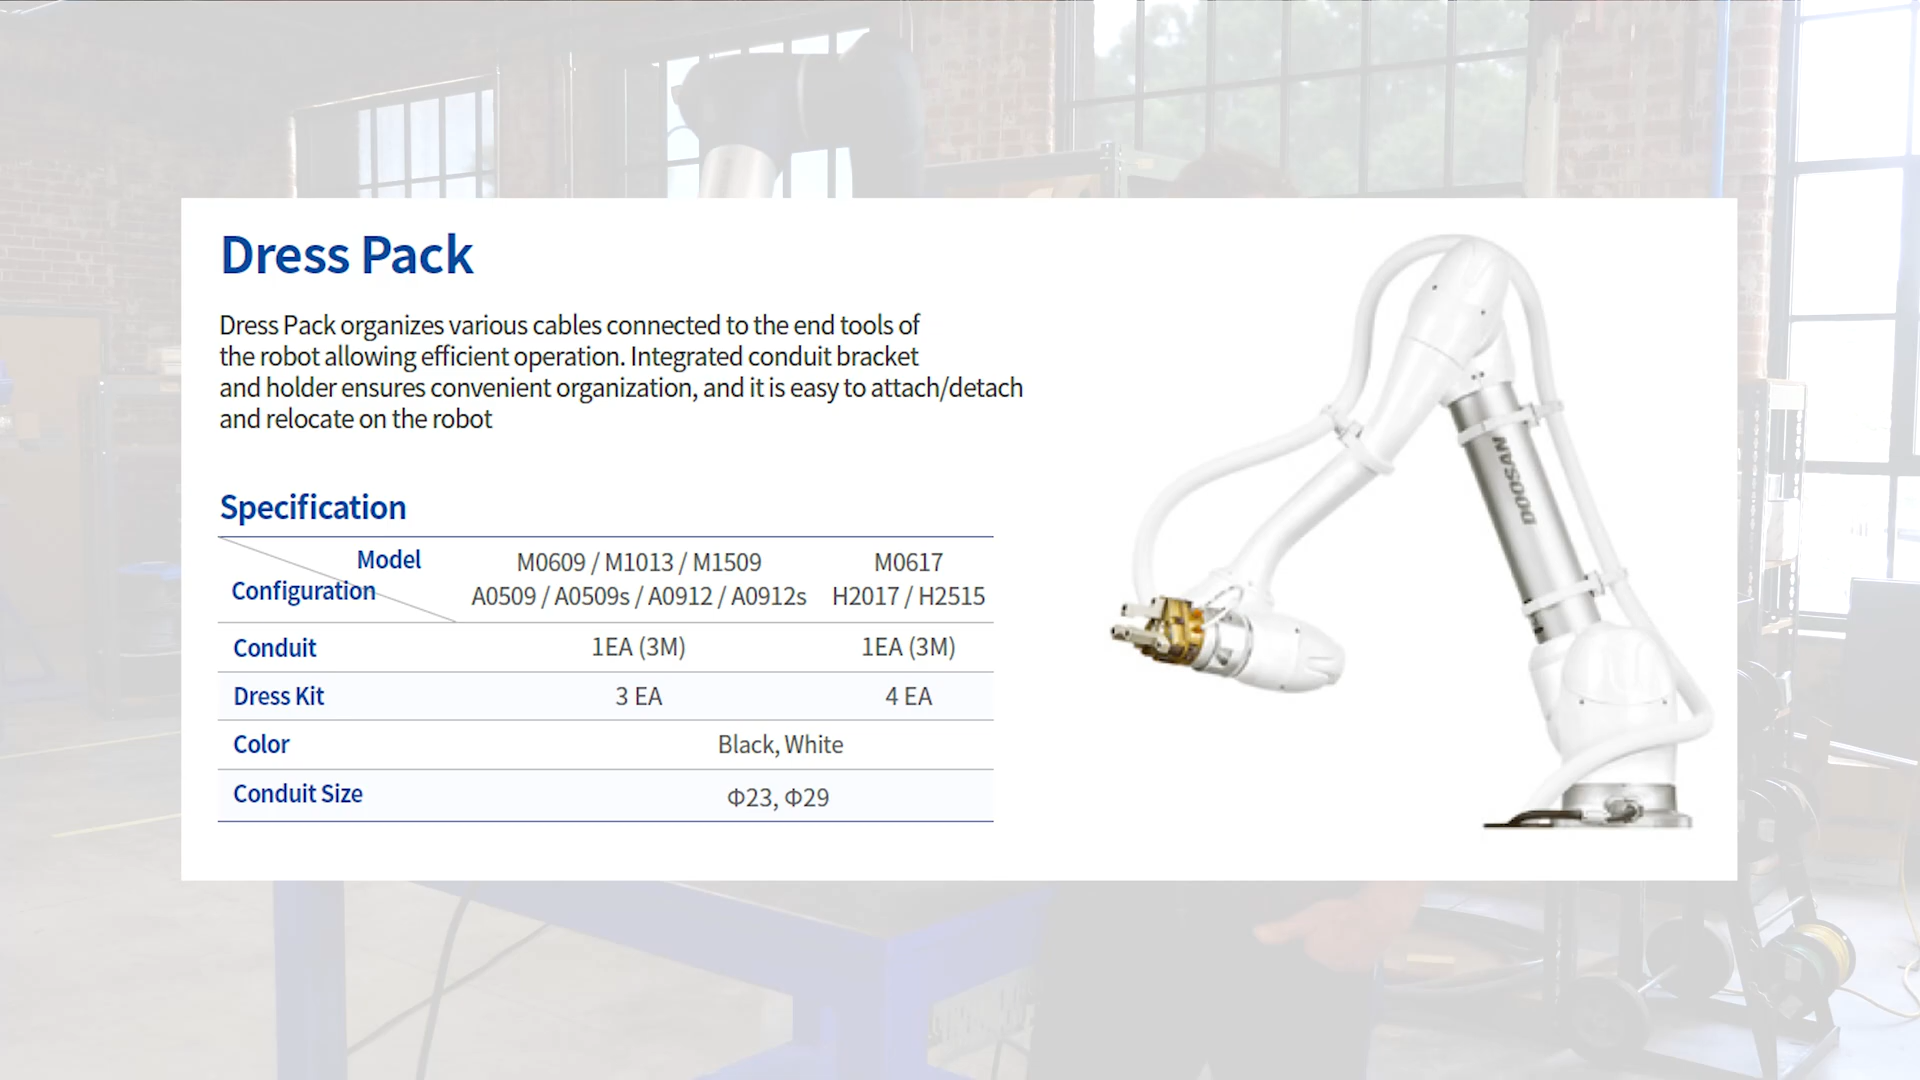 Dress Pack
Dress Pack organizes various cables connected to the end tools of
the robot allowing efficient operation. Integrated conduit bracket
and holder ensures convenient organization, and it is easy to attach/detach
and relocate on the robot
Specification
Model
Configuration
M0609 / M1013 / M1509
A0509 / A0509s / A0912 / A0912s
M0617
H2017 / H2515
Conduit 1EA (3M) 1EA (3M)
Dress Kit 3 EA 4 EA
Color Black, White
Conduit Size Φ23, Φ29
DOOSAN